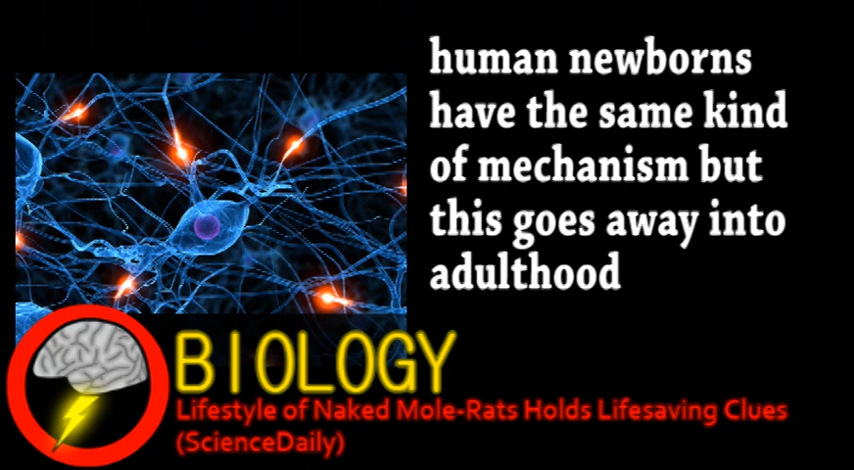 human newborns
have the same kind
of mechanism but
this goes away into
adulthood
BIOLOGY
Lifestyle of Naked Mole-Rats Holds Lifesaving Clues
(ScienceDaily)